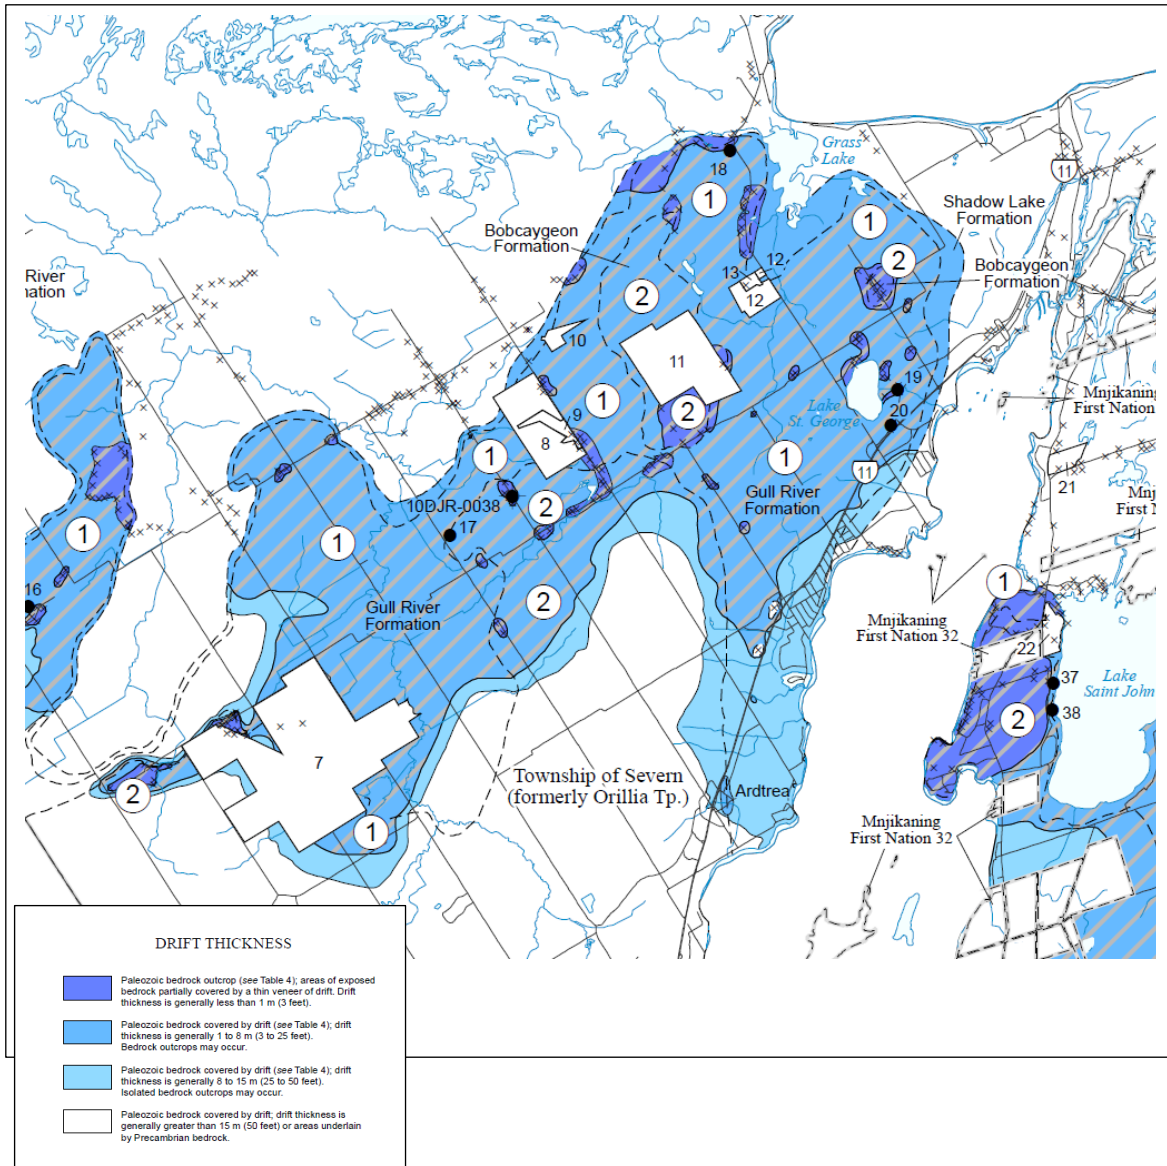 Grass
Lake
18
11
1
Shadow Lake
Formation
1
Bobcaygeon
Formation
2
Bobcaygeon
Formation
River
12
13
2
12
10
11
19
1
2
9
Lake
St. George
20
Mnjikaning
First Nation
8
1
1
11
21
10DJR-0038
2
Gull River
Formation
17
1
1
16
Gull River
Formation
2
1
Mnjikaning
First Nation 32
22
37
Lake
Saint John
38
2
7
Township of Severn
(formerly Orillia Tp.)
Ardtrea
2
1
Mnjikaning
First Nation 32
DRIFT THICKNESS
Paleozoic bedrock outcrop (see Table 4); areas of exposed
bedrock partially covered by a thin veneer of drift. Drift
thickness is generally less than 1 m (3 feet).
Paleozoic bedrock covered by drift (see Table 4); drift
thickness is generally 1 to 8 m (3 to 25 feet).
Bedrock outcrops may occur.
Paleozoic bedrock covered by drift (see Table 4); drift
thickness is generally 8 to 15 m (25 to 50 feet).
Isolated bedrock outcrops may occur.
Paleozoic bedrock covered by drift; drift thickness is
generally greater than 15 m (50 feet) or areas underlain
by Precambrian bedrock.